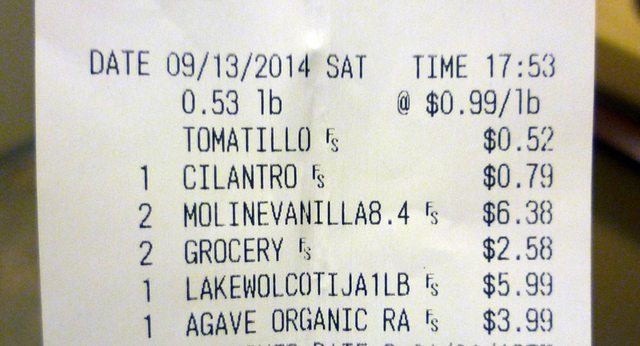 DATE 09/13/2014 SAT TIME 17:53
0.53 lb @ $0.99/lb
TOMATILLO FS $0.52
1 CILANTRO FS $0.79
2 MOLINEVANILLA8.4 FS $6.38
2 GROCERY FS $2.58
1 LAKEWOLCOTIJA1LB FS $5.99
1 AGAVE ORGANIC RA FS $3.99